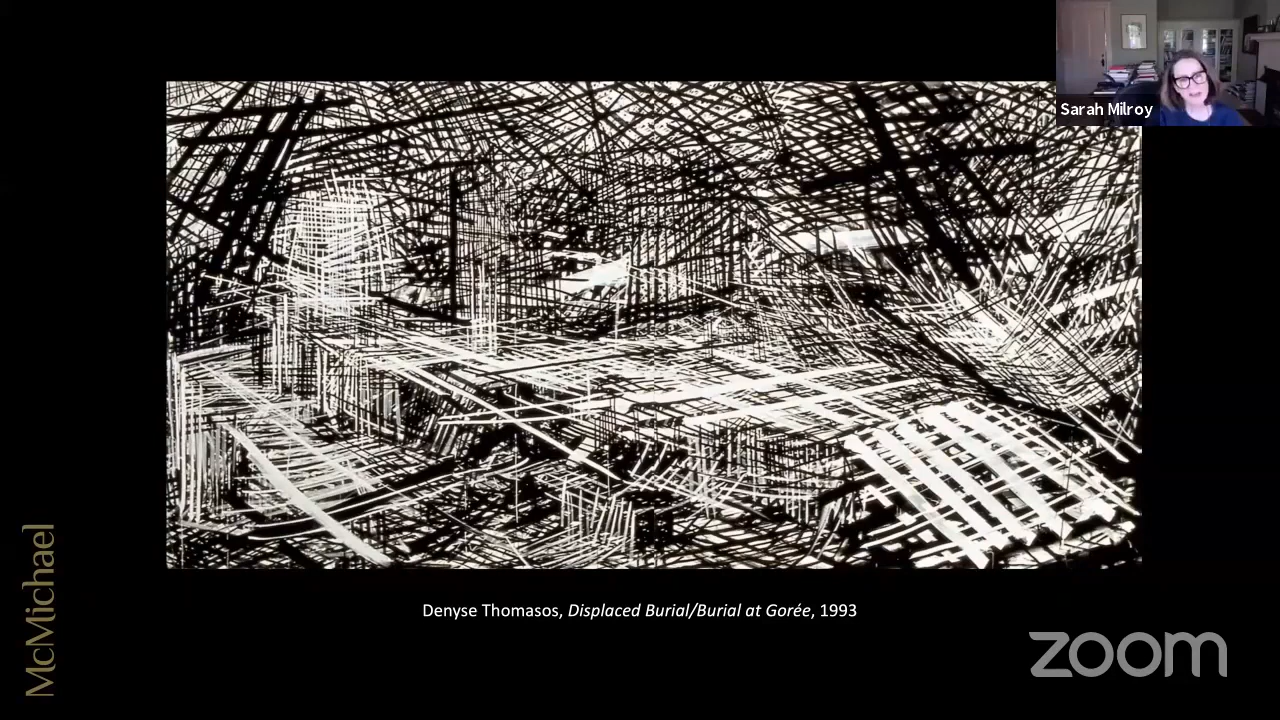 Sarah Milroy
McMichael
Denyse Thomasos, Displaced Burial/Burial at Gorée, 1993
zoom